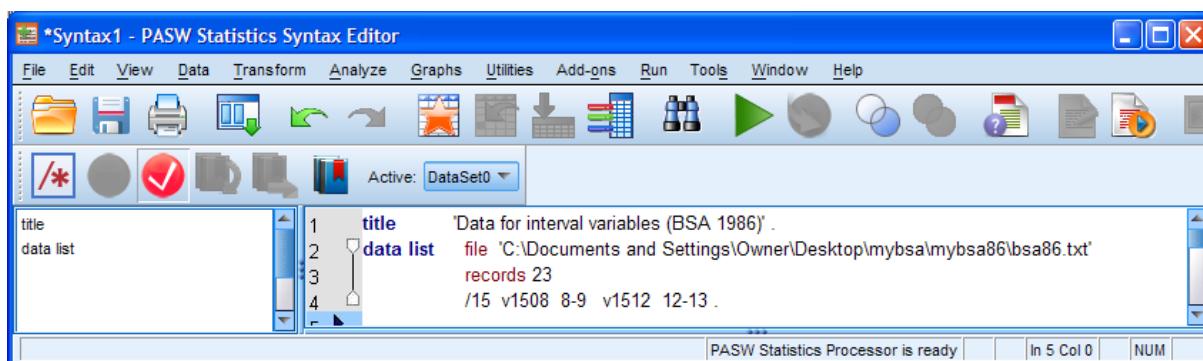 *Syntax1 - PASW Statistics Syntax Editor
File Edit View Data Transform Analyze Graphs Utilities Add-ons Run Tools Window Help
/* Active: DataSet0
title
data list
1 title 'Data for interval variables (BSA 1986)' .
2 data list file 'C:\Documents and Settings\Owner\Desktop\mybsa\mybsa86\bsa86.txt'
3 records 23
4 /15 v1508 8-9 v1512 12-13 .
5
PASW Statistics Processor is ready In 5 Col 0 NUM